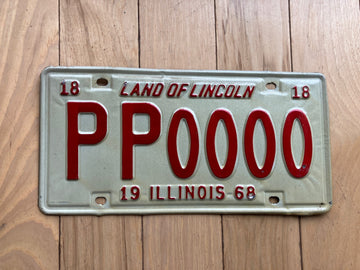 18 LAND OF LINCOLN 18
PP0000
19 ILLINOIS-68